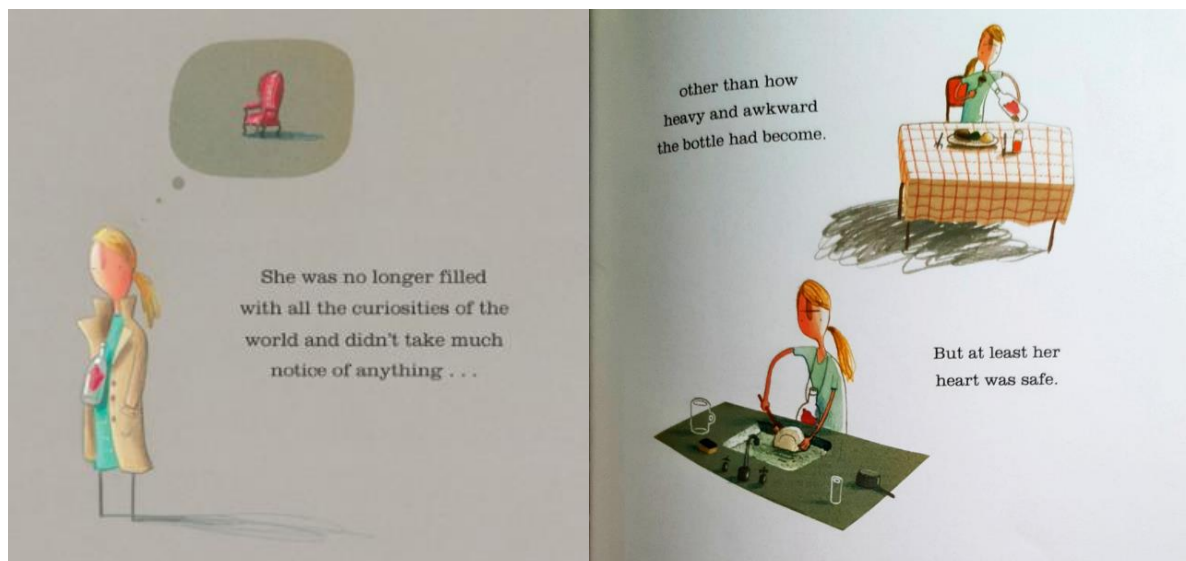 She was no longer filled
with all the curiosities of the
world and didn't take much
notice of anything . . .
other than how
heavy and awkward
the bottle had become.
But at least her
heart was safe.